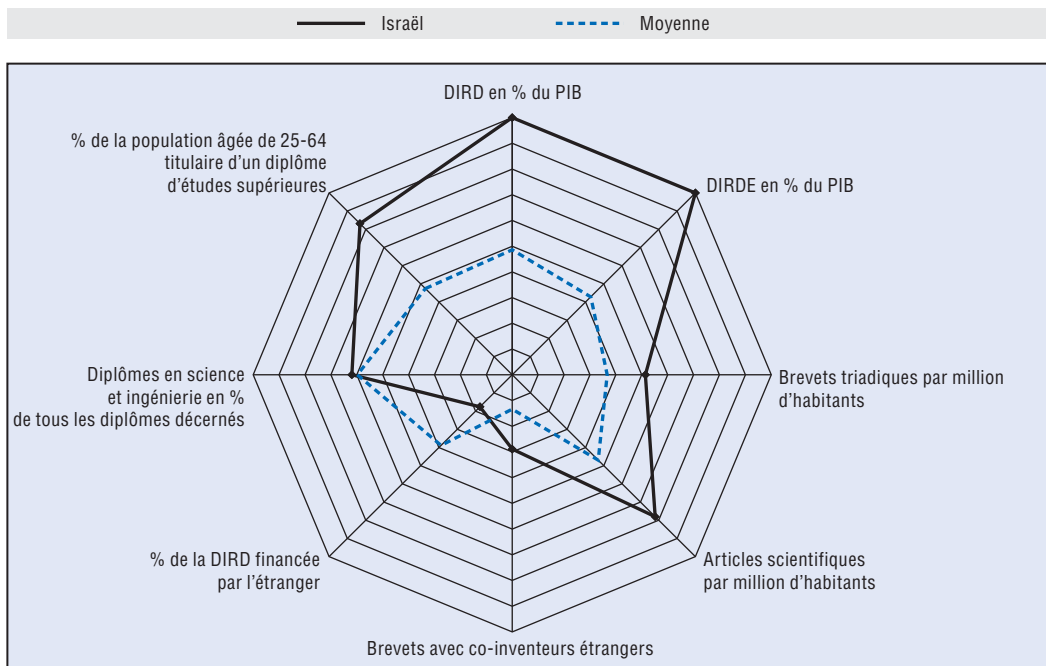 Israël
Moyenne
DIRD en % du PIB
% de la population âgée de 25-64
titulaire d’un diplôme
d’études supérieures
DIRDE en % du PIB
Diplômes en science
et ingénierie en %
de tous les diplômes décernés
Brevets triadiques par million
d’habitants
% de la DIRD financée
par l’étranger
Articles scientifiques
par million d’habitants
Brevets avec co-inventeurs étrangers